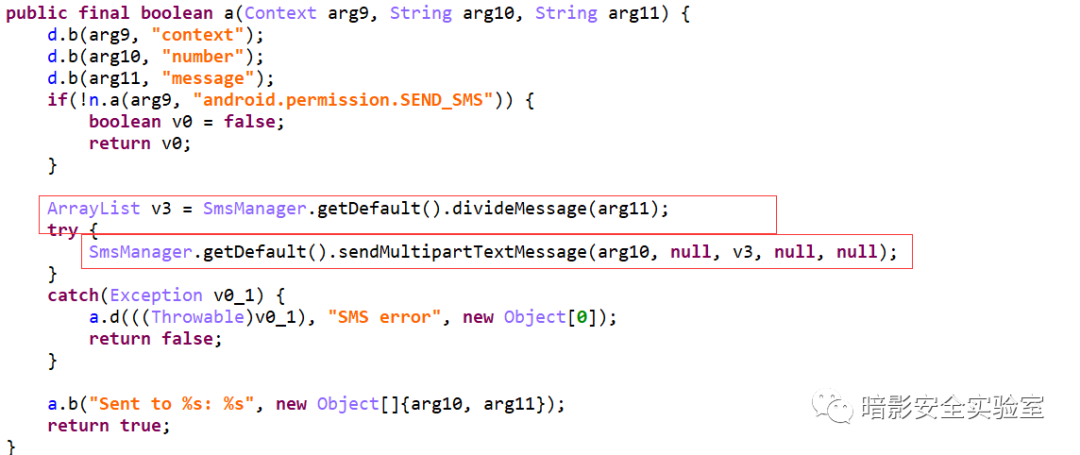 public final boolean a(Context arg9, String arg10, String arg11) {
    d.b(arg9, "context");
    d.b(arg10, "number");
    d.b(arg11, "message");
    if(!n.a(arg9, "android.permission.SEND_SMS")) {
        boolean v0 = false;
        return v0;
    }

    ArrayList v3 = SmsManager.getDefault().divideMessage(arg11);
    try {
        SmsManager.getDefault().sendMultipartTextMessage(arg10, null, v3, null, null);
    }
    catch(Exception v0_1) {
        a.d(((Throwable)v0_1), "SMS error", new Object[0]);
        return false;
    }

    a.b("Sent to %s: %s", new Object[]{arg10, arg11});
    return true;
}
暗影安全实验室